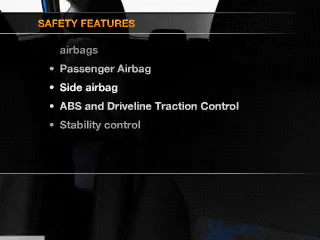 SAFETY FEATURES
airbags
• Passenger Airbag
• Side airbag
• ABS and Driveline Traction Control
• Stability control